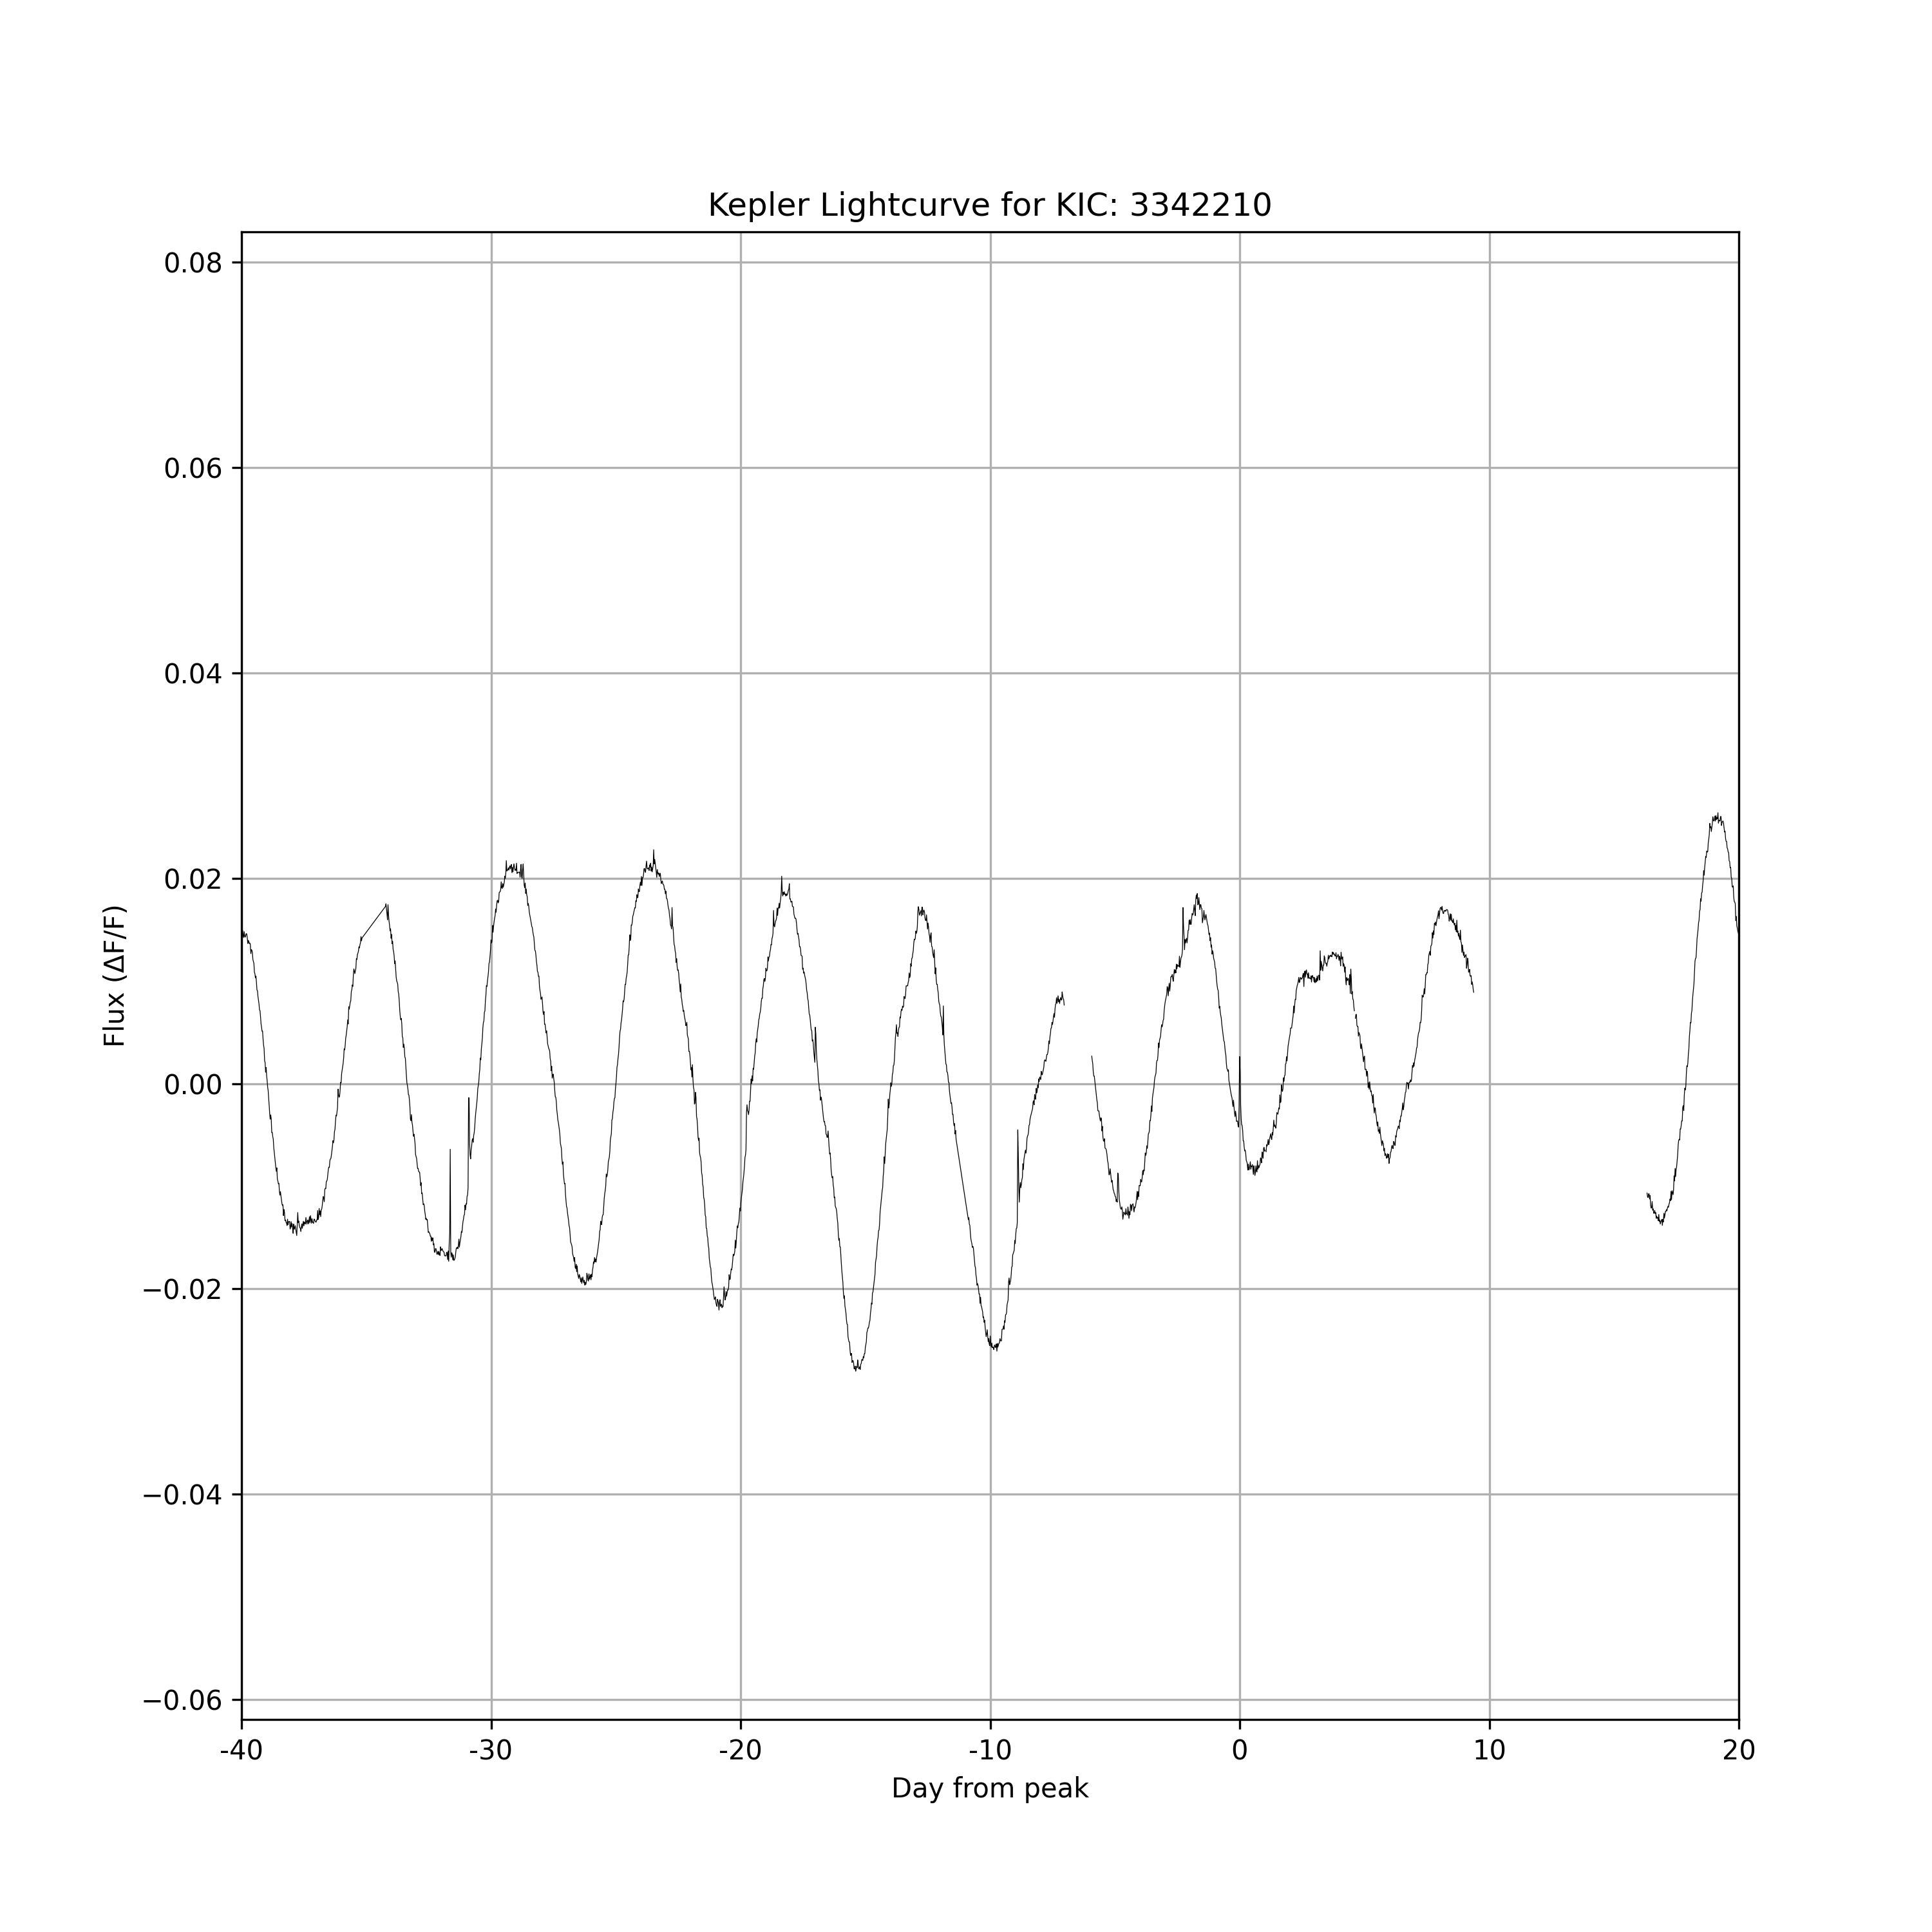 Kepler Lightcurve for KIC: 3342210
0.08
0.06
0.04
0.02
0.00
−0.02
−0.04
−0.06
Flux (ΔF/F)
-40 -30 -20 -10 0 10 20
Day from peak